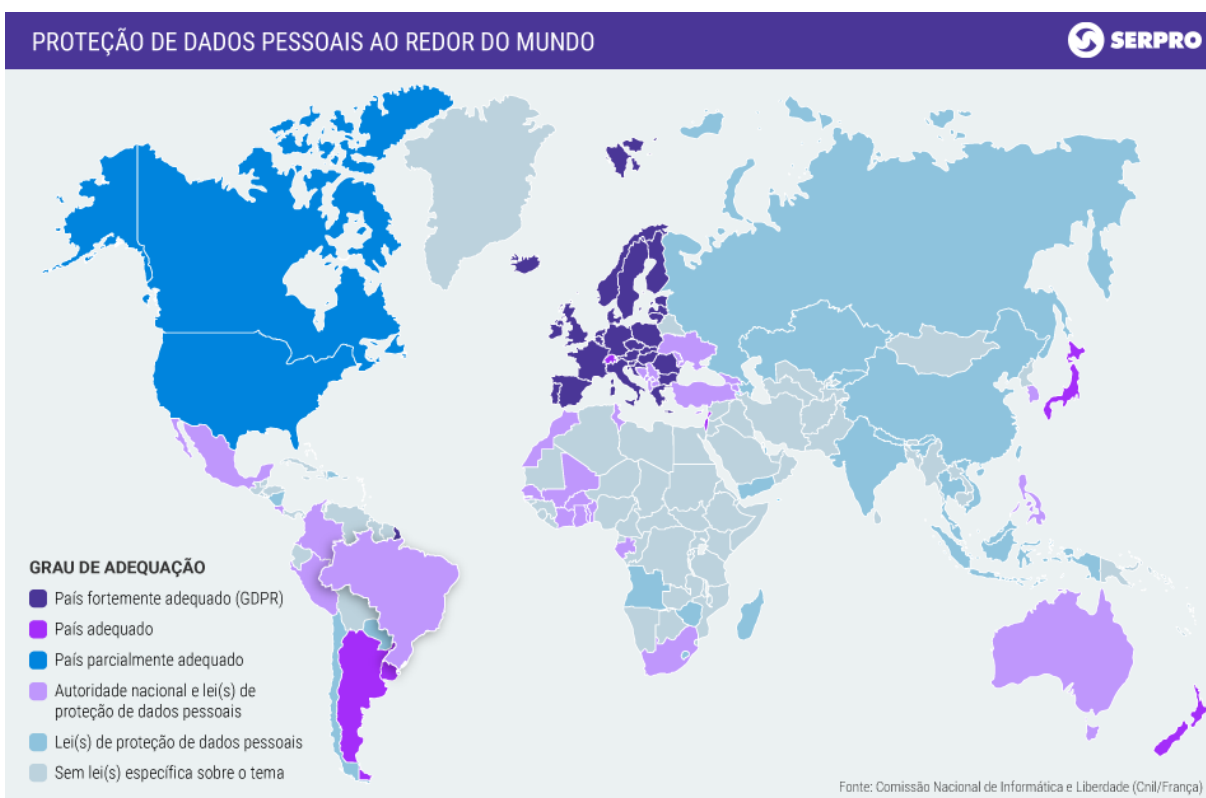 PROTEÇÃO DE DADOS PESSOAIS AO REDOR DO MUNDO
SERPRO
GRAU DE ADEQUAÇÃO
País fortemente adequado (GDPR)
País adequado
País parcialmente adequado
Autoridade nacional e lei(s) de
proteção de dados pessoais
Lei(s) de proteção de dados pessoais
Sem lei(s) específica sobre o tema
Fonte: Comissão Nacional de Informática e Liberdade (Cnil/França)